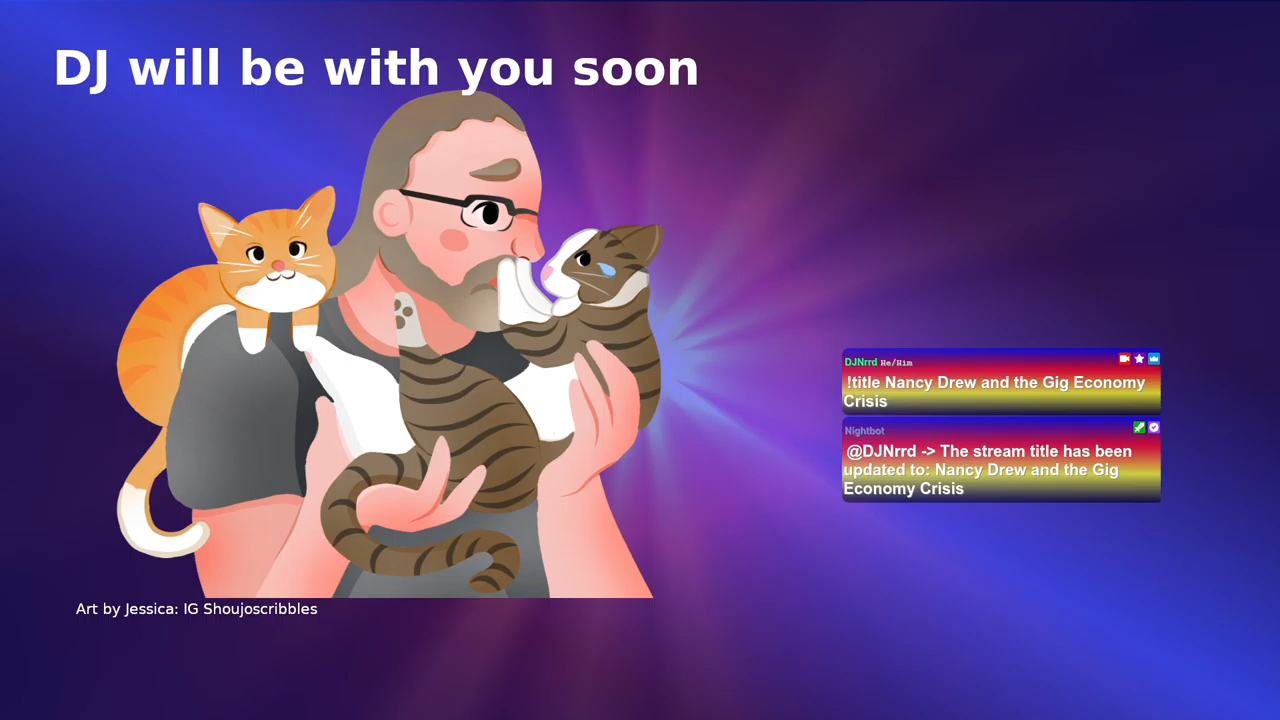 DJ will be with you soon
DJNrrd He/Him
!title Nancy Drew and the Gig Economy
Crisis
Nightbot
@DJNrrd -> The stream title has been
updated to: Nancy Drew and the Gig
Economy Crisis
Art by Jessica: IG Shoujoscribbles